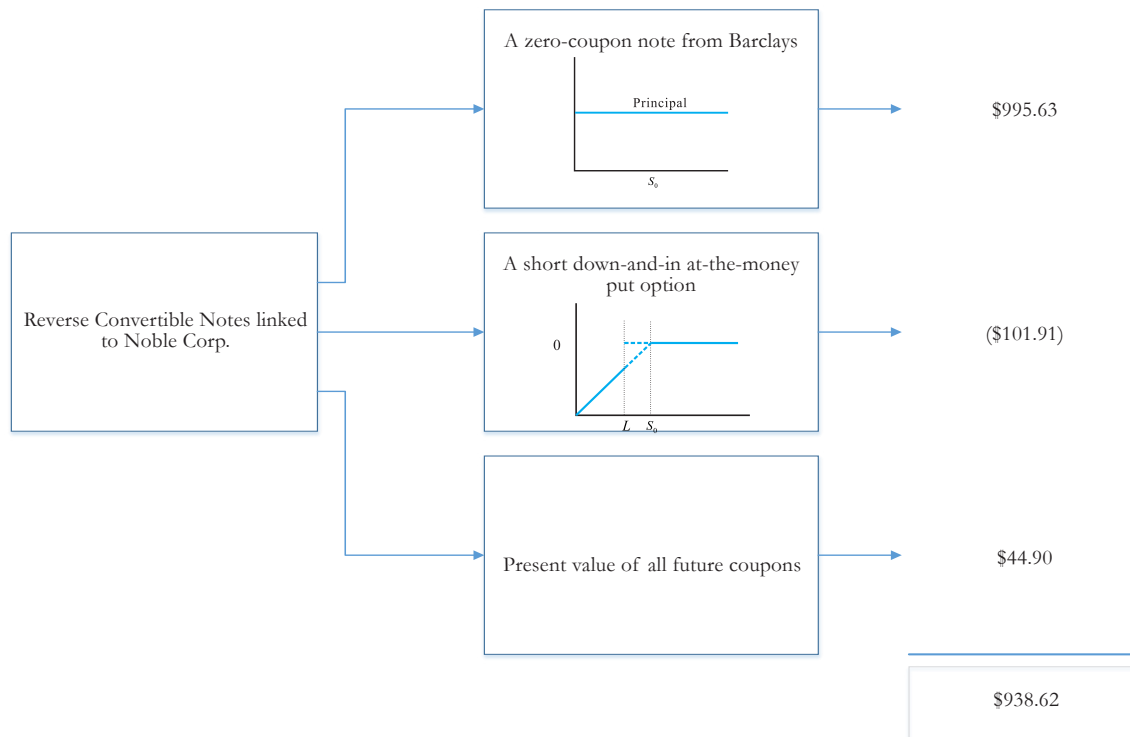 A zero-coupon note from Barclays
Principal
S₀
$995.63
Reverse Convertible Notes linked
to Noble Corp.
A short down-and-in at-the-money
put option
0
L S₀
($101.91)
Present value of all future coupons
$44.90
$938.62